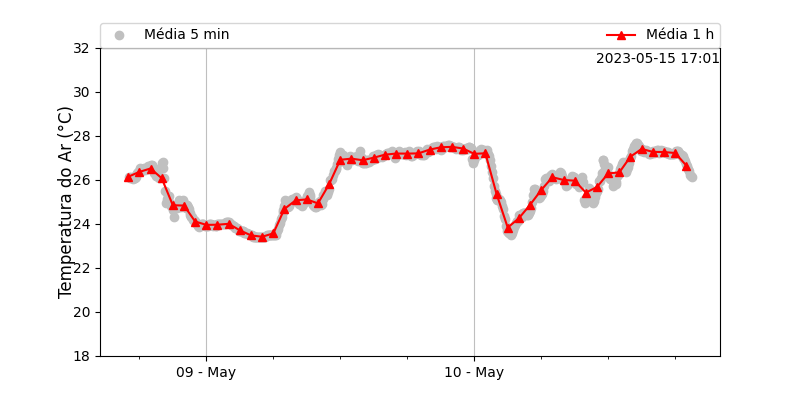 Média 5 min
Média 1 h
2023-05-15 17:01
32
30
28
26
24
22
20
18
Temperatura do Ar (°C)
09 - May
10 - May